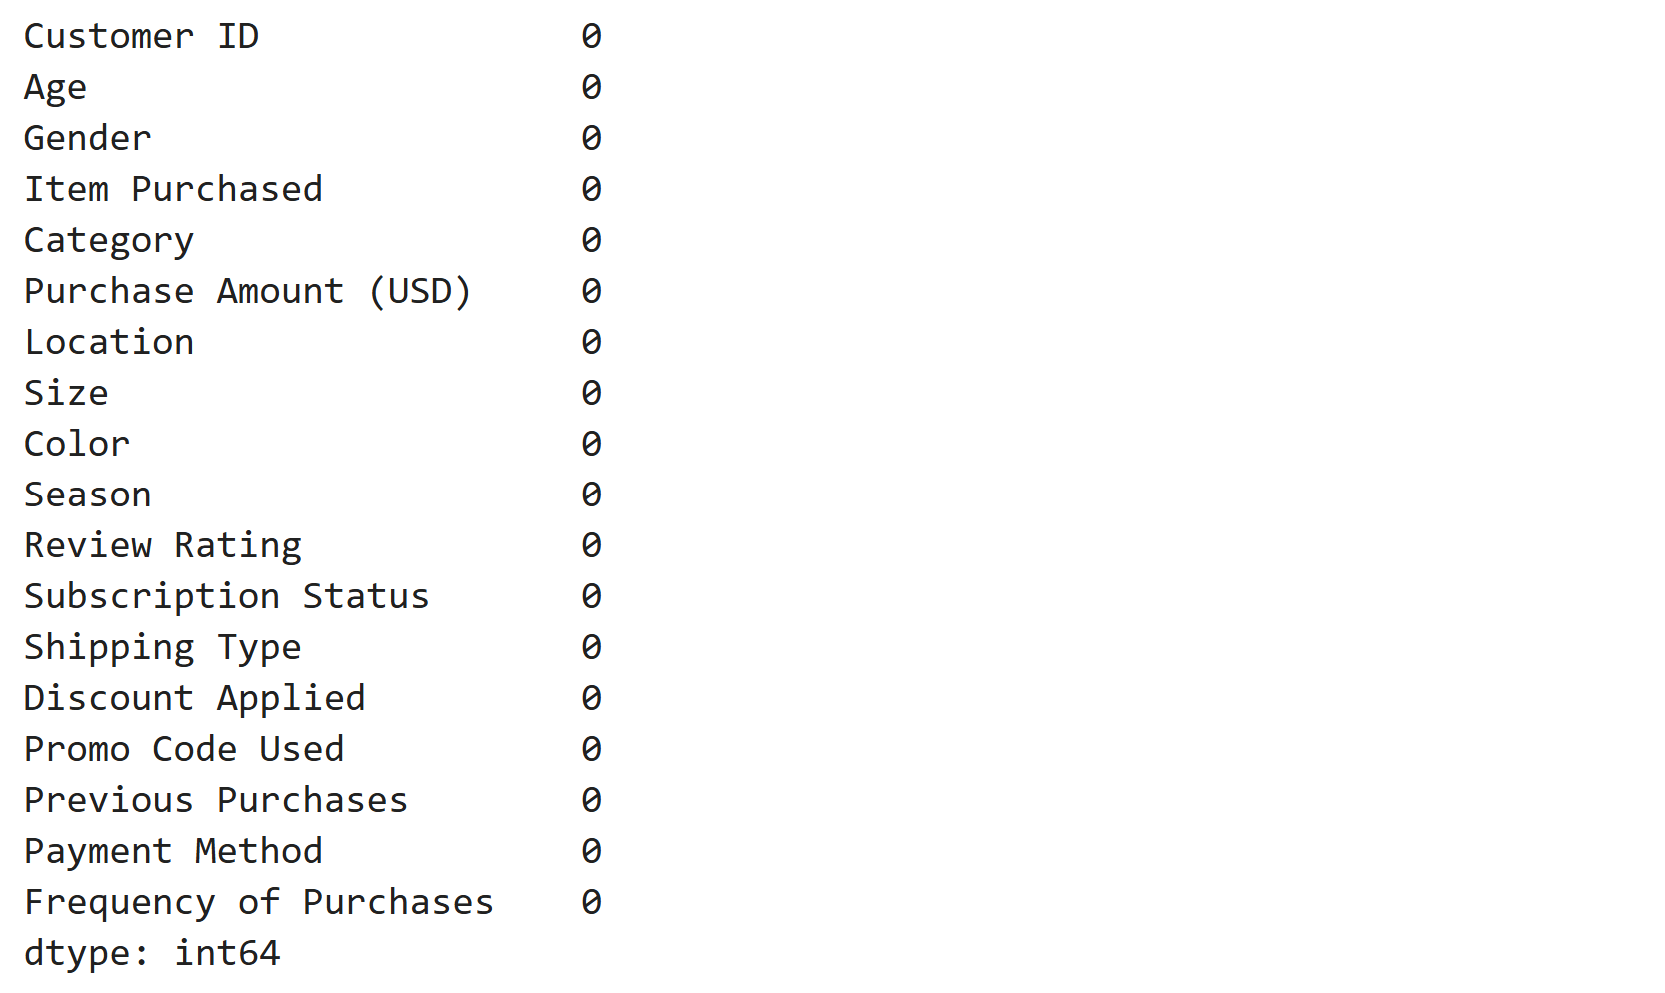 Customer ID 0
Age 0
Gender 0
Item Purchased 0
Category 0
Purchase Amount (USD) 0
Location 0
Size 0
Color 0
Season 0
Review Rating 0
Subscription Status 0
Shipping Type 0
Discount Applied 0
Promo Code Used 0
Previous Purchases 0
Payment Method 0
Frequency of Purchases 0
dtype: int64